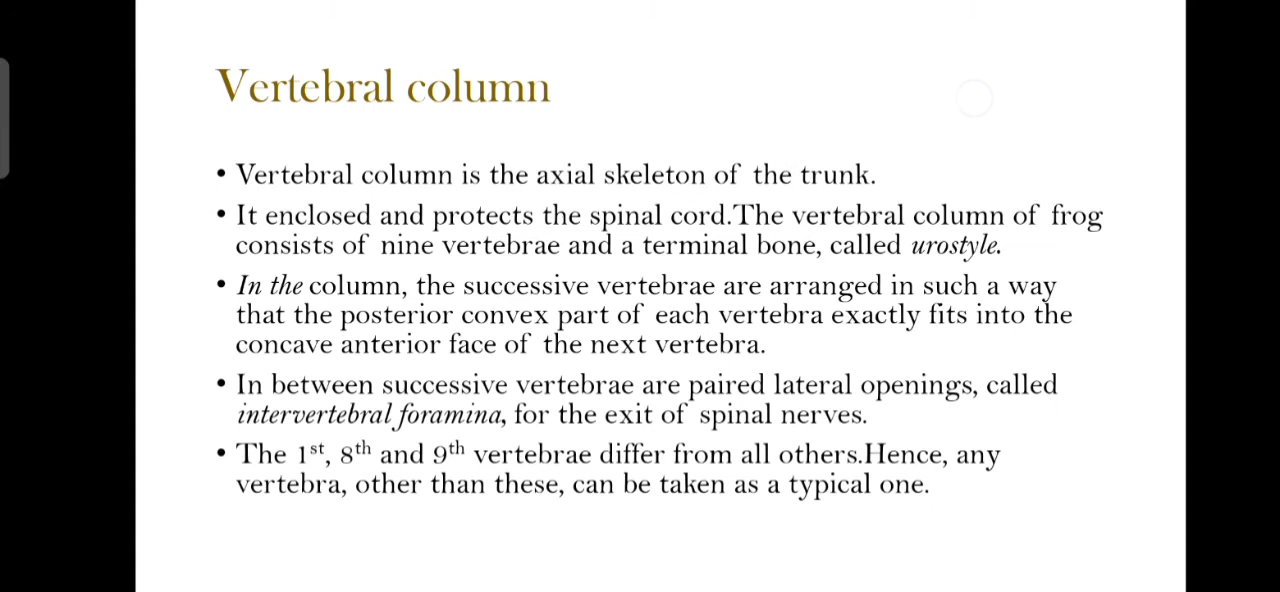 Vertebral column
• Vertebral column is the axial skeleton of the trunk.
• It enclosed and protects the spinal cord.The vertebral column of frog
consists of nine vertebrae and a terminal bone, called urostyle.
• In the column, the successive vertebrae are arranged in such a way
that the posterior convex part of each vertebra exactly fits into the
concave anterior face of the next vertebra.
• In between successive vertebrae are paired lateral openings, called
intervertebral foramina, for the exit of spinal nerves.
• The 1st, 8th and 9th vertebrae differ from all others.Hence, any
vertebra, other than these, can be taken as a typical one.